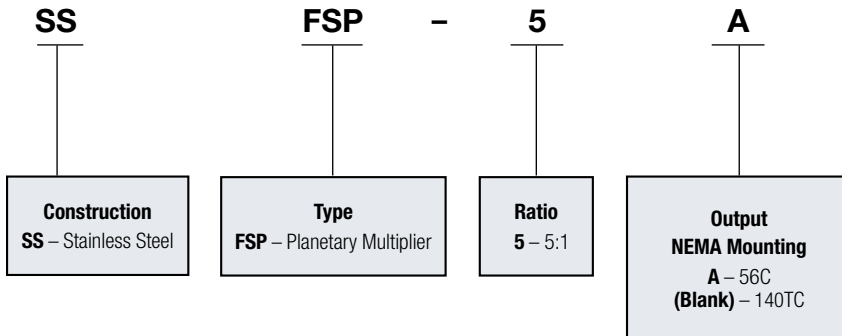 SS FSP – 5 A
Construction
SS – Stainless Steel
Type
FSP – Planetary Multiplier
Ratio
5 – 5:1
Output
NEMA Mounting
A – 56C
(Blank) – 140TC